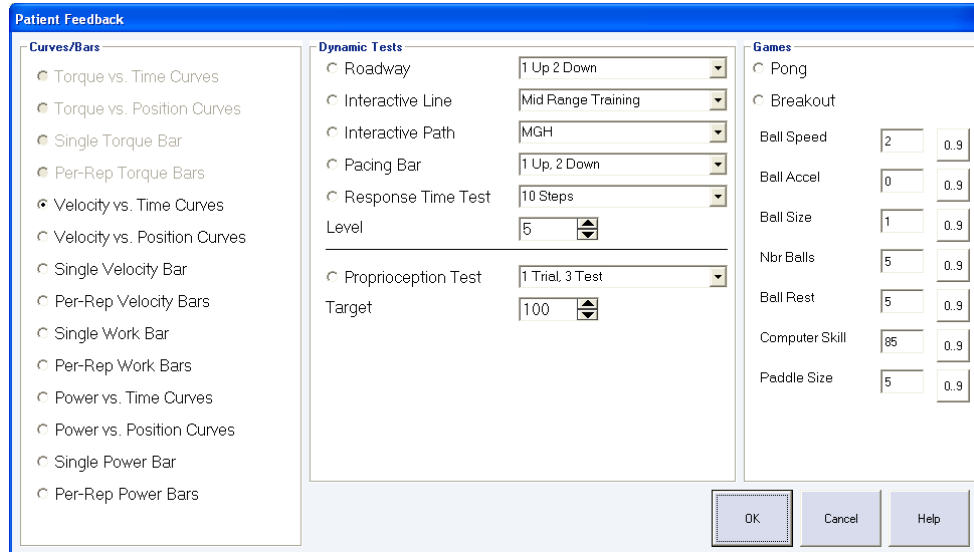 Patient Feedback
Curves/Bars
Torque vs. Time Curves
Torque vs. Position Curves
Single Torque Bar
Per-Rep Torque Bars
Velocity vs. Time Curves
Velocity vs. Position Curves
Single Velocity Bar
Per-Rep Velocity Bars
Single Work Bar
Per-Rep Work Bars
Power vs. Time Curves
Power vs. Position Curves
Single Power Bar
Per-Rep Power Bars
Dynamic Tests
Roadway 1 Up 2 Down
Interactive Line Mid Range Training
Interactive Path MGH
Pacing Bar 1 Up, 2 Down
Response Time Test 10 Steps
Level 5
Proprioception Test 1 Trial, 3 Test
Target 100
Games
Pong
Breakout
Ball Speed 2 0..9
Ball Accel 0 0..9
Ball Size 1 0..9
Nbr Balls 5 0..9
Ball Rest 5 0..9
Computer Skill 85 0..9
Paddle Size 5 0..9
OK Cancel Help